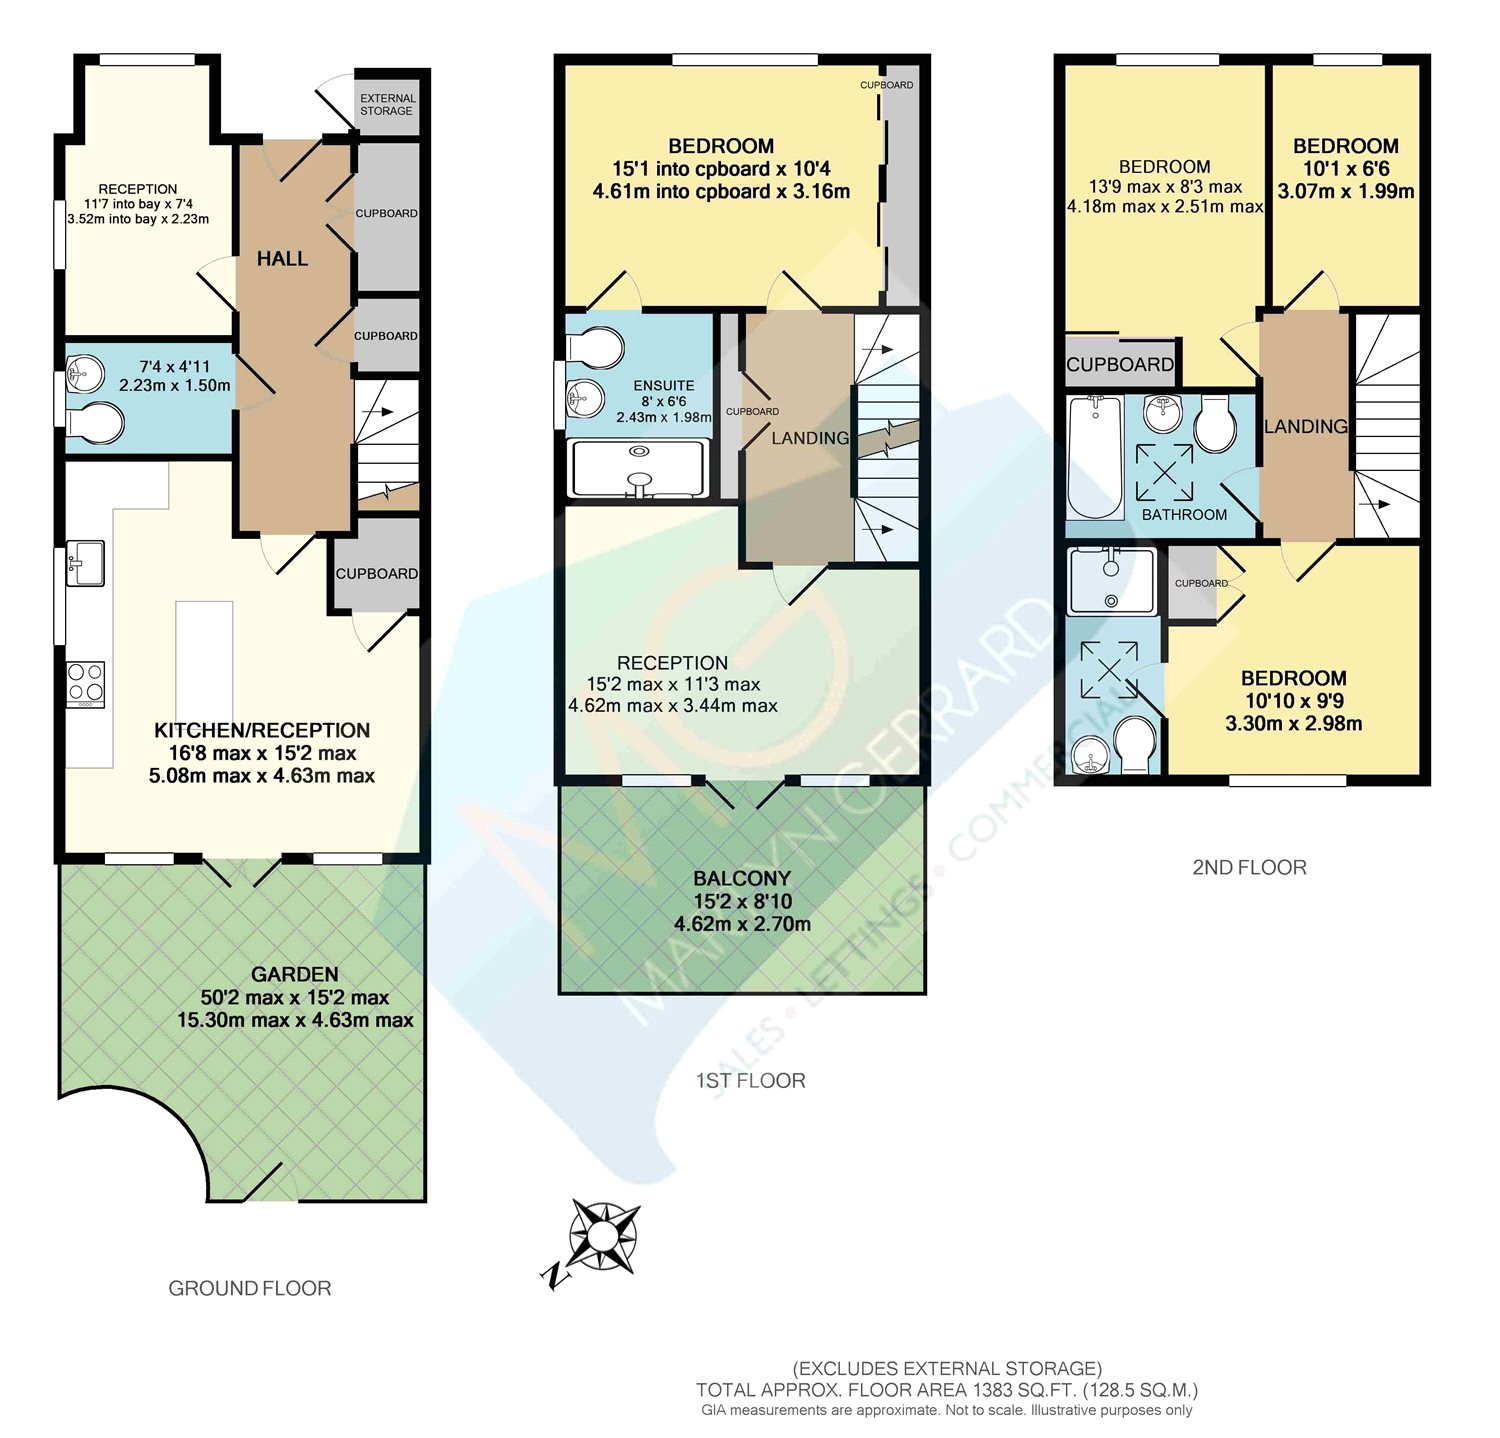 EXTERNAL
STORAGE
RECEPTION
11'7 into bay x 7'4
3.52m into bay x 2.23m
CUPBOARD
HALL
CUPBOARD
7'4 x 4'11
2.23m x 1.50m
CUPBOARD
KITCHEN/RECEPTION
16'8 max x 15'2 max
5.08m max x 4.63m max
GARDEN
50'2 max x 15'2 max
15.30m max x 4.63m max
GROUND FLOOR
CUPBOARD
BEDROOM
15'1 into cpboard x 10'4
4.61m into cpboard x 3.16m
ENSUITE
8' x 6'6
2.43m x 1.98m
CUPBOARD
LANDING
RECEPTION
15'2 max x 11'3 max
4.62m max x 3.44m max
BALCONY
15'2 x 8'10
4.62m x 2.70m
1ST FLOOR
BEDROOM
13'9 max x 8'3 max
4.18m max x 2.51m max
BEDROOM
10'1 x 6'6
3.07m x 1.99m
CUPBOARD
LANDING
BATHROOM
CUPBOARD
BEDROOM
10'10 x 9'9
3.30m x 2.98m
2ND FLOOR
MG
MARTYN GERRARD
SALES • LETTINGS • COMMERCIAL
N
(EXCLUDES EXTERNAL STORAGE)
TOTAL APPROX. FLOOR AREA 1383 SQ.FT. (128.5 SQ.M.)
GIA measurements are approximate. Not to scale. Illustrative purposes only